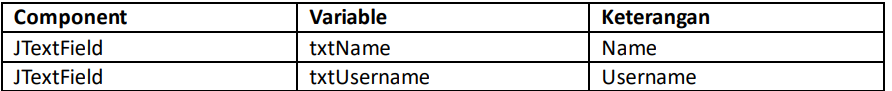 Component Variable Keterangan
JTextField txtName Name
JTextField txtUsername Username